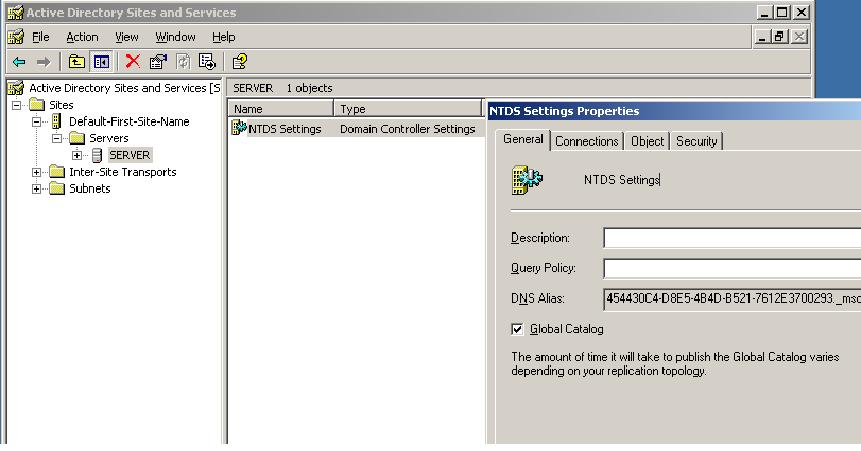 Active Directory Sites and Services
File Action View Window Help
Active Directory Sites and Services [S
Sites
Default-First-Site-Name
Servers
SERVER
Inter-Site Transports
Subnets
SERVER 1 objects
Name Type
NTDS Settings Domain Controller Settings
NTDS Settings Properties
General Connections Object Security
NTDS Settings
Description:
Query Policy:
DNS Alias: 454430C4-D8E5-4B4D-B521-7612E3700293._msc
Global Catalog
The amount of time it will take to publish the Global Catalog varies
depending on your replication topology.